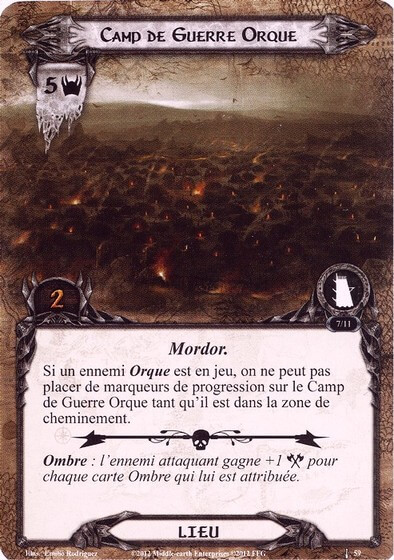 Camp de Guerre Orque
5
2
7/11
Mordor.
Si un ennemi Orque est en jeu, on ne peut pas
placer de marqueurs de progression sur le Camp
de Guerre Orque tant qu'il est dans la zone de
cheminement.
Ombre : l'ennemi attaquant gagne +1 pour
chaque carte Ombre qui lui est attribuée.
LIEU
Illus. Emilio Rodriguez ©2012 Middle-earth Enterprises ©2012 FFG 59